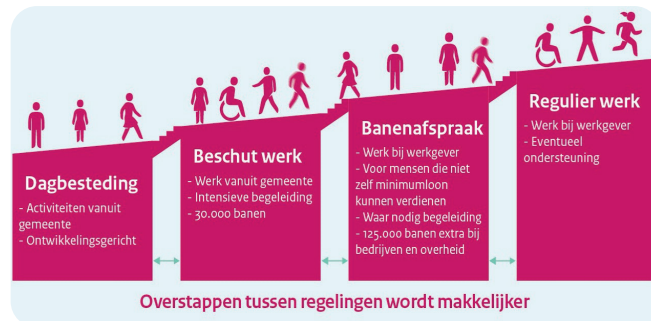 Dagbesteding
- Activiteiten vanuit
gemeente
- Ontwikkelingsgericht
Beschut werk
- Werk vanuit gemeente
- Intensieve begeleiding
- 30.000 banen
Banenafspraak
- Werk bij werkgever
- Voor mensen die niet
zelf minimumloon
kunnen verdienen
- Waar nodig begeleiding
- 125.000 banen extra bij
bedrijven en overheid
Regulier werk
- Werk bij werkgever
- Eventueel
ondersteuning
Overstappen tussen regelingen wordt makkelijker